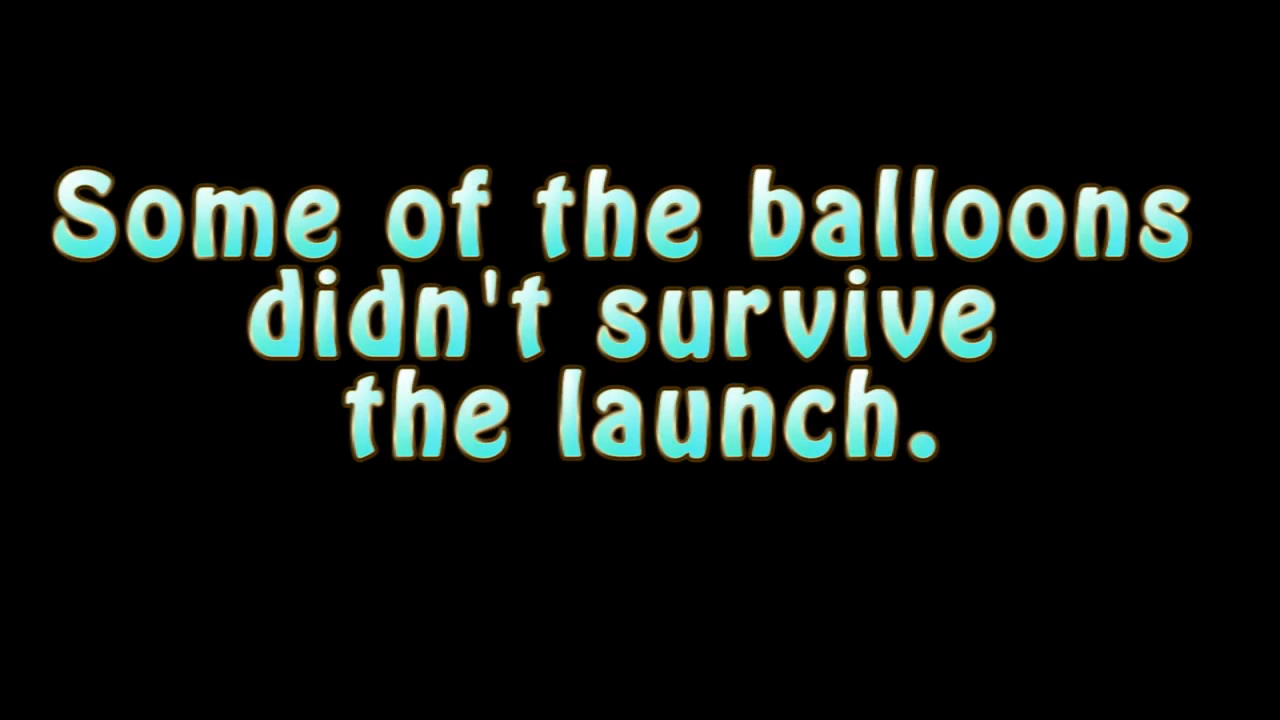 Some of the balloons
didn't survive
the launch.